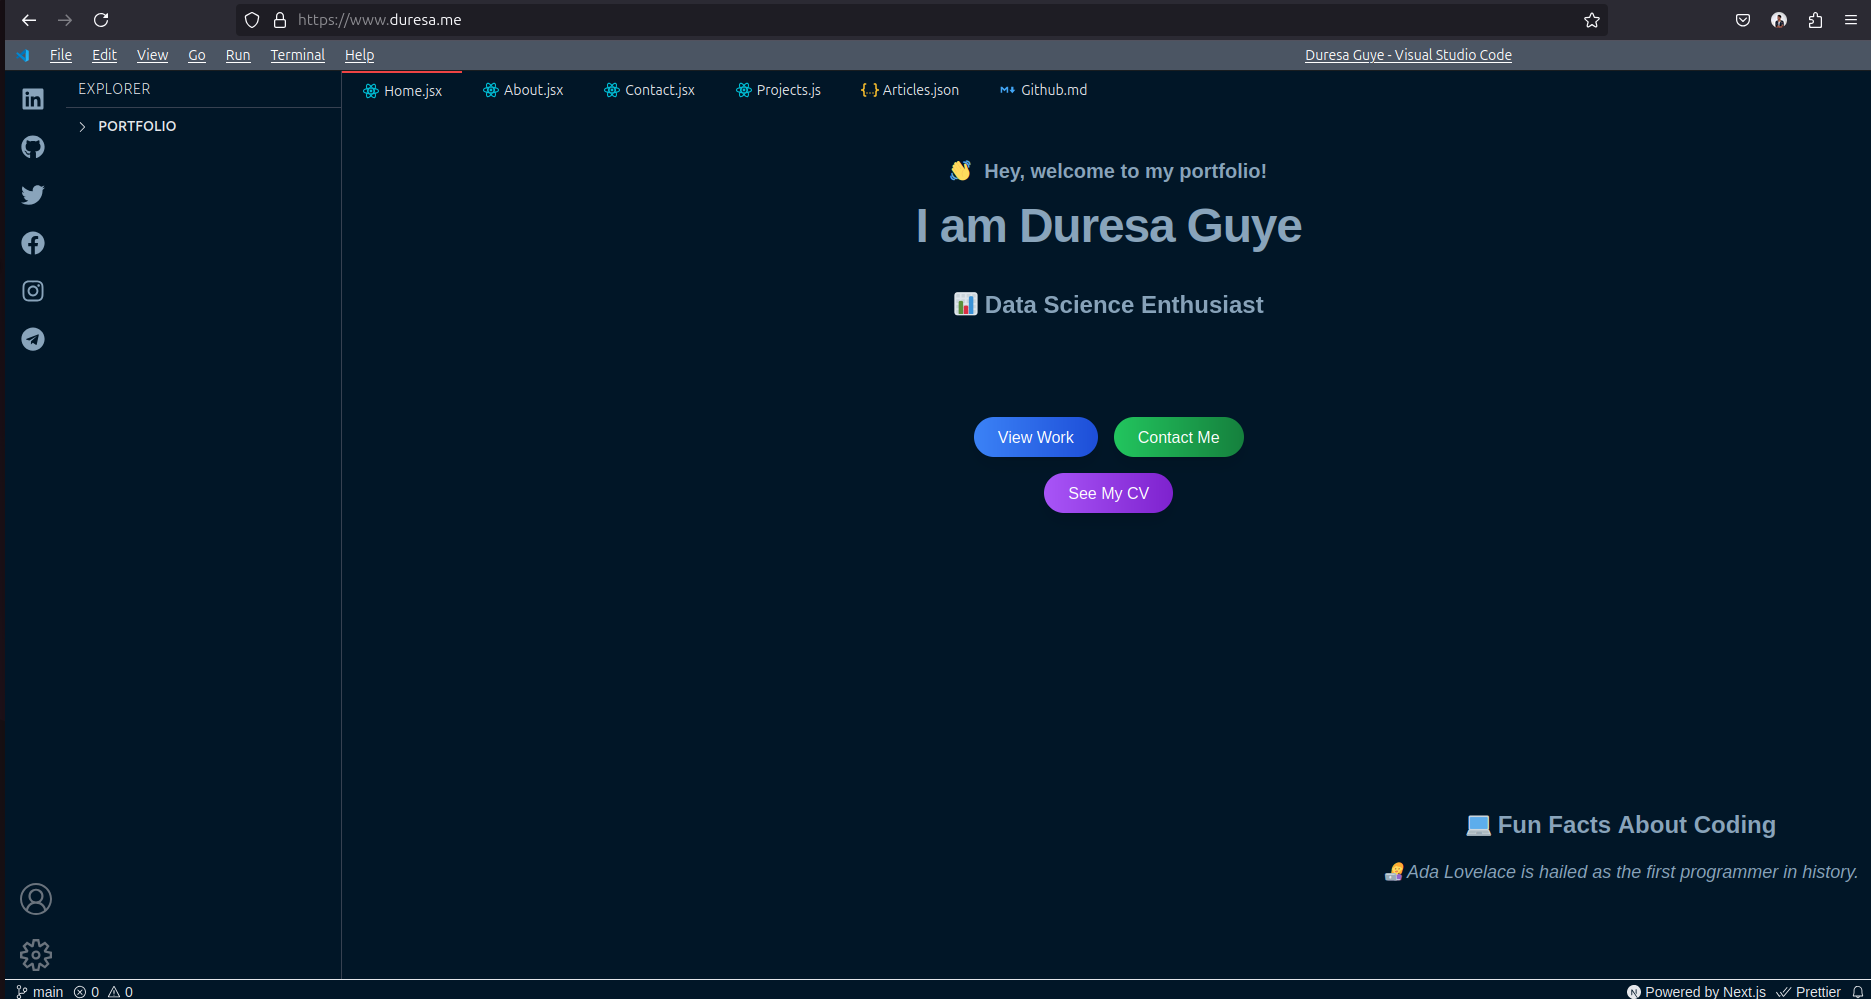 https://www.duresa.me
File Edit View Go Run Terminal Help
Duresa Guye - Visual Studio Code
EXPLORER
PORTFOLIO
Home.jsx
About.jsx
Contact.jsx
Projects.js
{..} Articles.json
M↓ Github.md
👋 Hey, welcome to my portfolio!
I am Duresa Guye
📊 Data Science Enthusiast
View Work
Contact Me
See My CV
💻 Fun Facts About Coding
👩‍💻 Ada Lovelace is hailed as the first programmer in history.
main 0 0
N Powered by Next.js Prettier